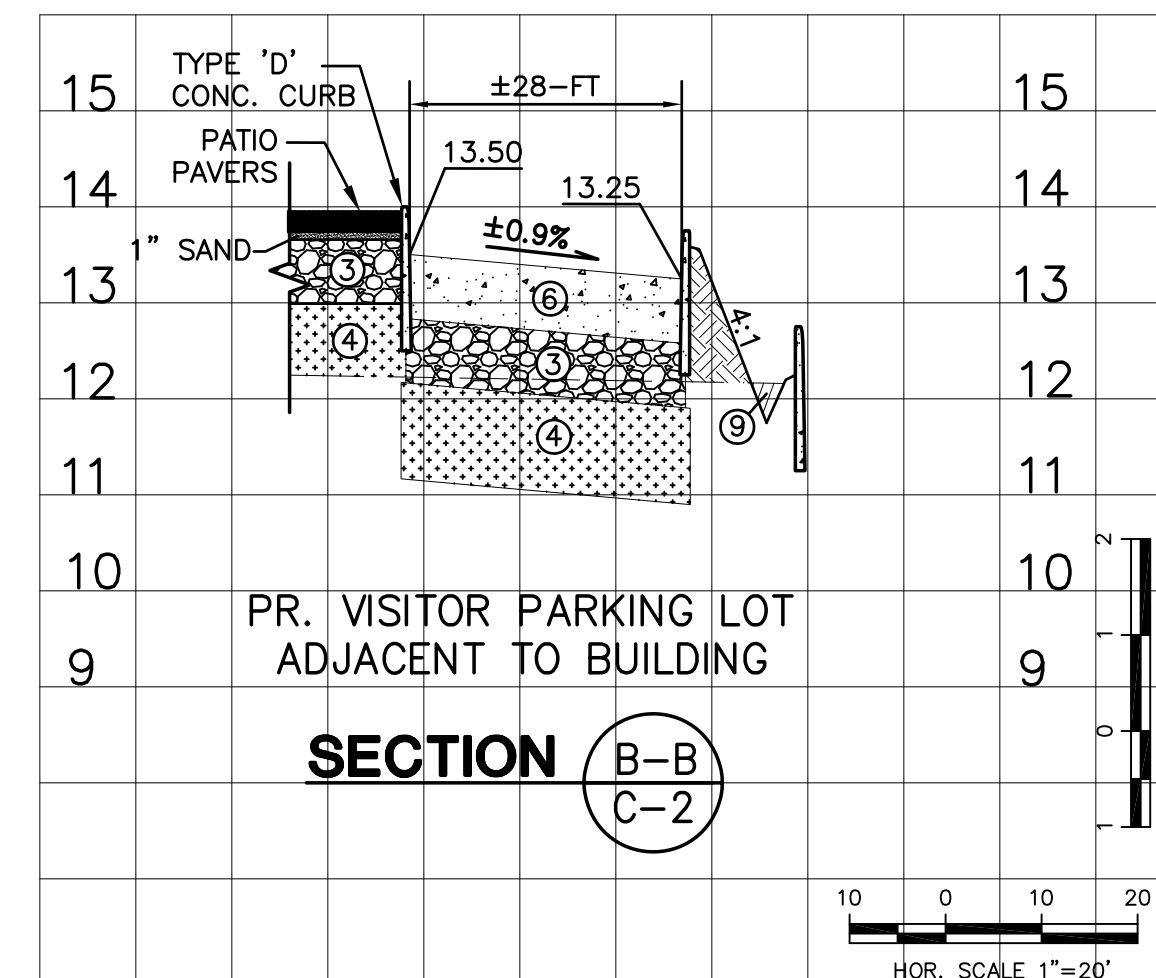 TYPE 'D'
CONC. CURB
±28-FT
15
15
PATIO
PAVERS
13.50
14
13.25
14
±0.9%
1" SAND
3
13
6
13
4:1
4
3
12
12
9
4
11
11
10
10
PR. VISITOR PARKING LOT
ADJACENT TO BUILDING
9
9
SECTION
B-B
C-2
2
1
0
1
10 0 10 20
HOR. SCALE 1"=20'